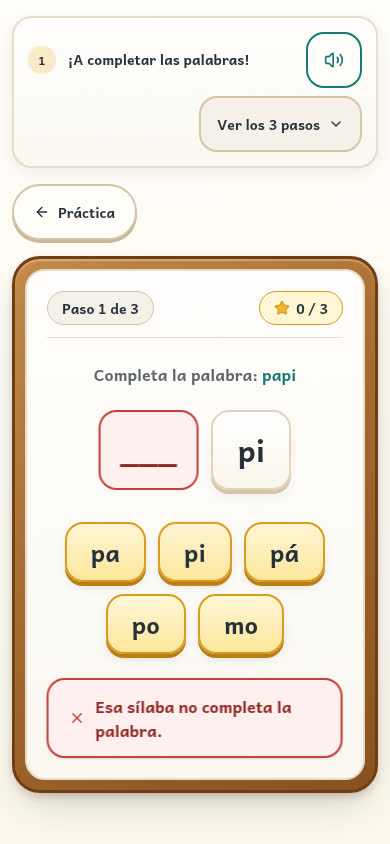 1 ¡A completar las palabras!
Ver los 3 pasos
Práctica
Paso 1 de 3
0 / 3
Completa la palabra: papi
___ pi
pa pi pá
po mo
Esa sílaba no completa la
palabra.